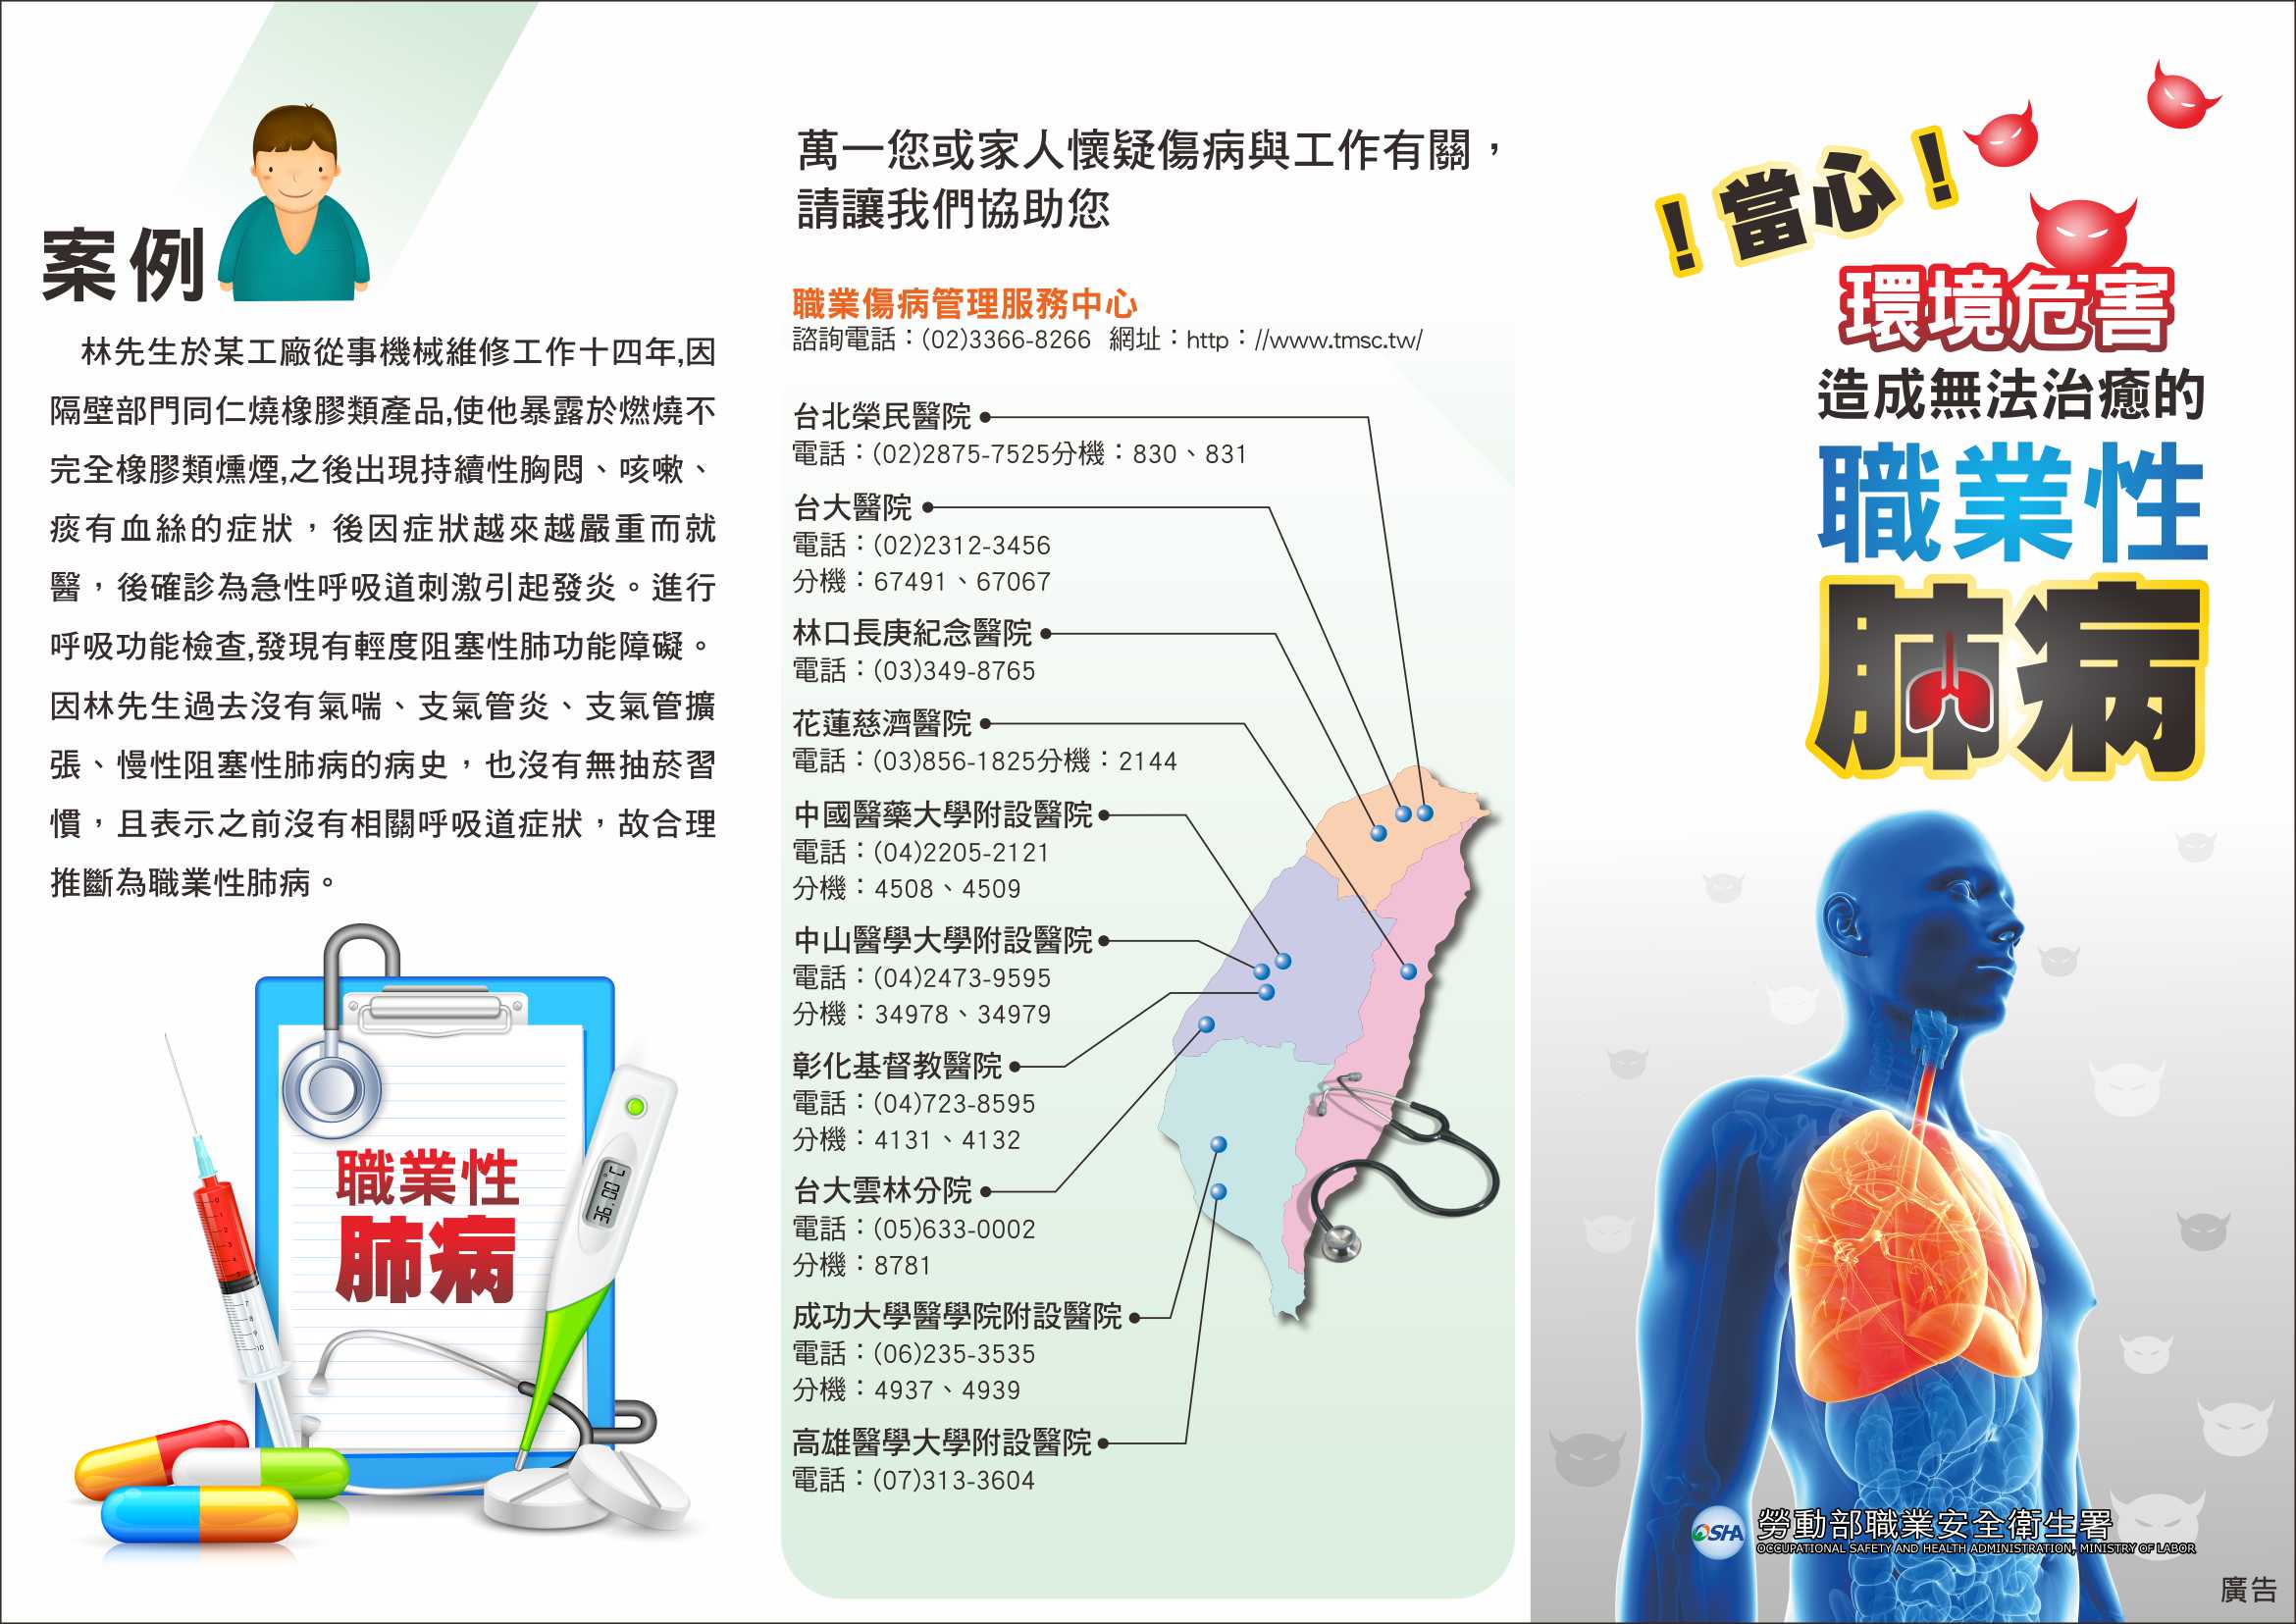 案例
林先生於某工廠從事機械維修工作十四年,因
隔壁部門同仁燒橡膠類產品,使他暴露於燃燒不
完全橡膠類燻煙,之後出現持續性胸悶、咳嗽、
痰有血絲的症狀，後因症狀越來越嚴重而就
醫，後確診為急性呼吸道刺激引起發炎。進行
呼吸功能檢查,發現有輕度阻塞性肺功能障礙。
因林先生過去沒有氣喘、支氣管炎、支氣管擴
張、慢性阻塞性肺病的病史，也沒有無抽菸習
慣，且表示之前沒有相關呼吸道症狀，故合理
推斷為職業性肺病。
職業性
肺病
36.00℃
萬一您或家人懷疑傷病與工作有關，
請讓我們協助您
職業傷病管理服務中心
諮詢電話：(02)3366-8266 網址：http：//www.tmsc.tw/
台北榮民醫院
電話：(02)2875-7525分機：830、831
台大醫院
電話：(02)2312-3456
分機：67491、67067
林口長庚紀念醫院
電話：(03)349-8765
花蓮慈濟醫院
電話：(03)856-1825分機：2144
中國醫藥大學附設醫院
電話：(04)2205-2121
分機：4508、4509
中山醫學大學附設醫院
電話：(04)2473-9595
分機：34978、34979
彰化基督教醫院
電話：(04)723-8595
分機：4131、4132
台大雲林分院
電話：(05)633-0002
分機：8781
成功大學醫學院附設醫院
電話：(06)235-3535
分機：4937、4939
高雄醫學大學附設醫院
電話：(07)313-3604
！當心！
環境危害
造成無法治癒的
職業性
肺病
OSHA 勞動部職業安全衛生署
OCCUPATIONAL SAFETY AND HEALTH ADMINISTRATION, MINISTRY OF LABOR
廣告